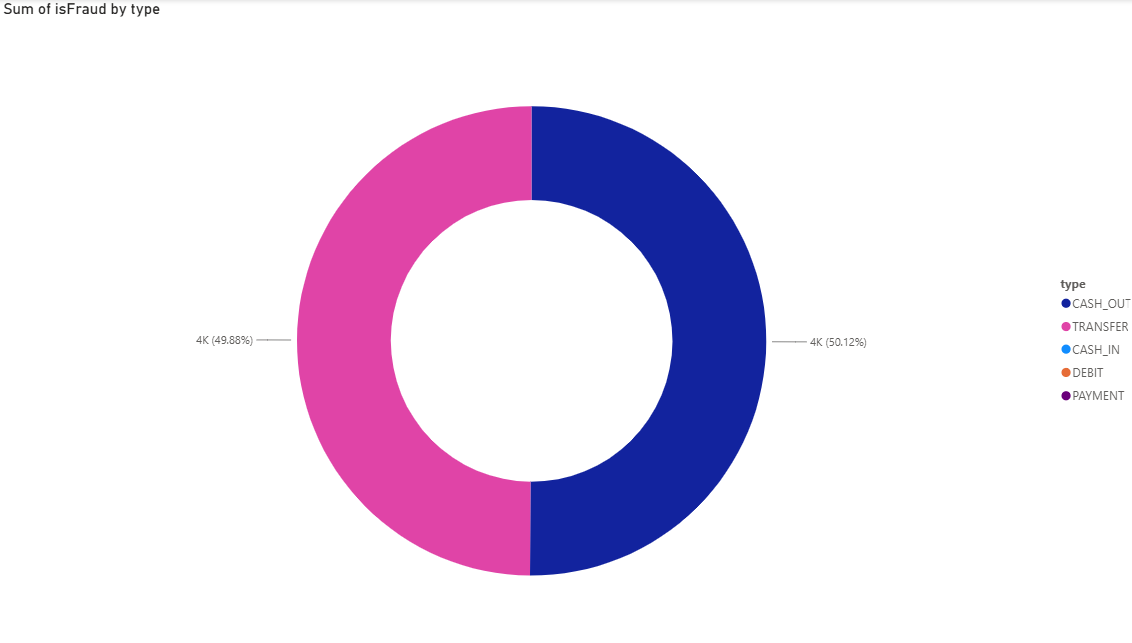 Sum of isFraud by type
4K (49.88%)
4K (50.12%)
type
CASH_OUT
TRANSFER
CASH_IN
DEBIT
PAYMENT